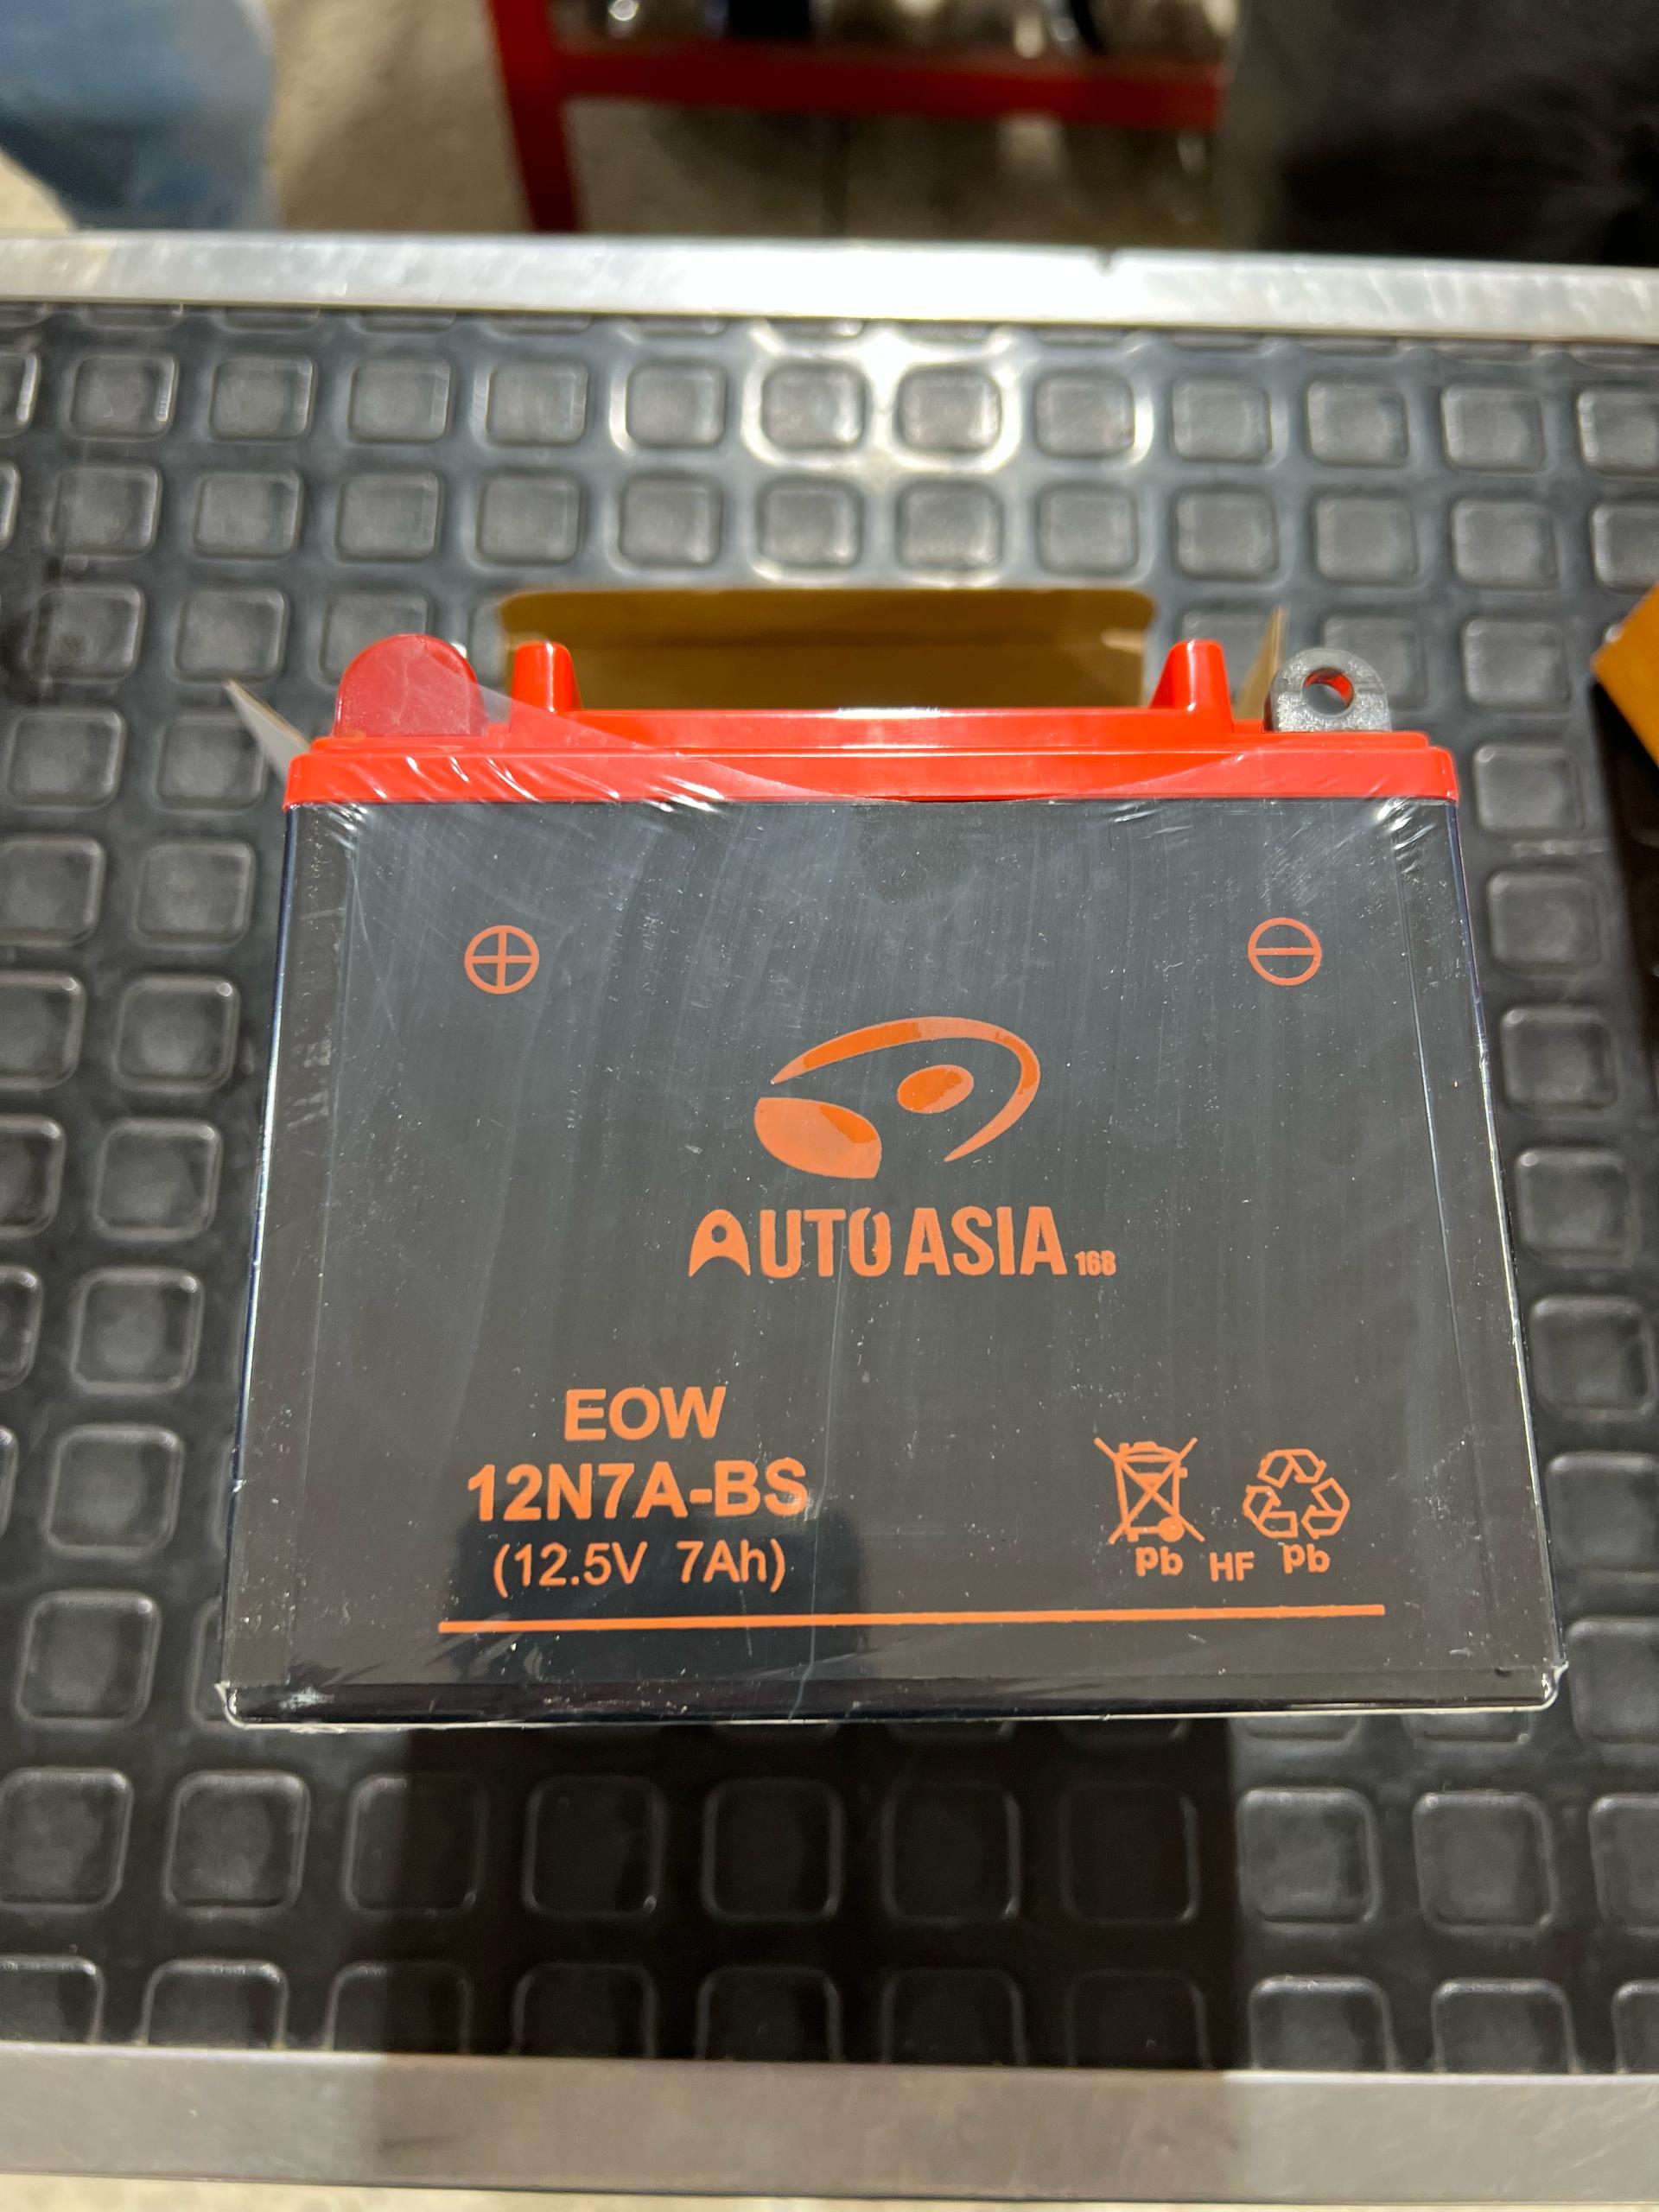 AUTO ASIA 168
EOW
12N7A-BS
(12.5V 7Ah)
Pb HF Pb